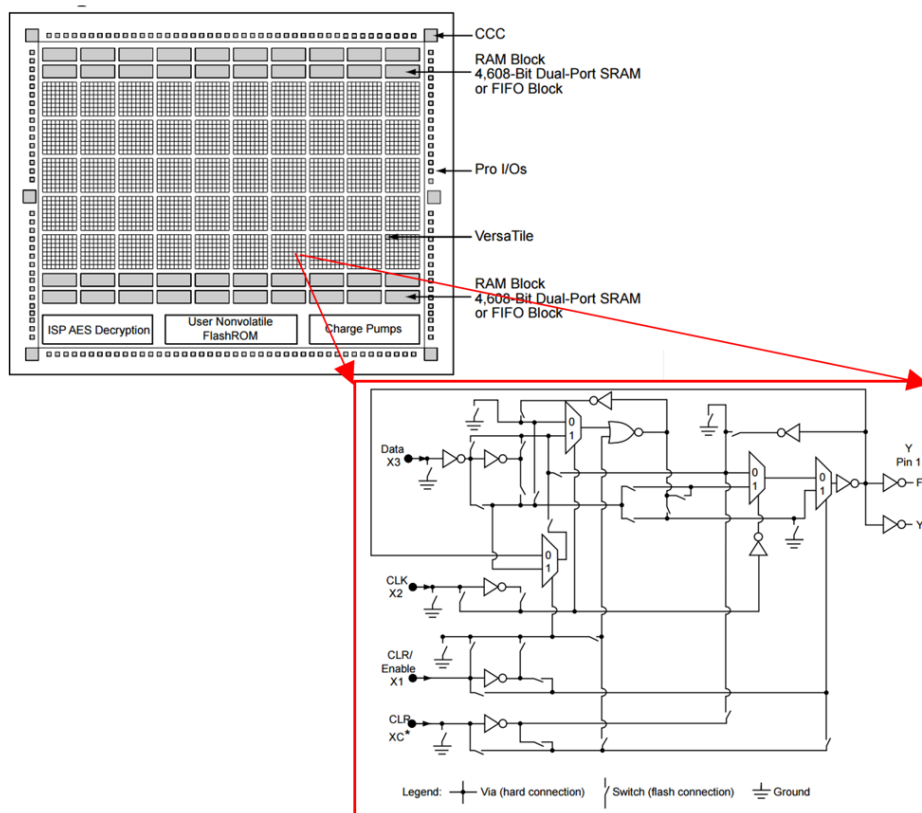 CCC
RAM Block
4,608-Bit Dual-Port SRAM
or FIFO Block
Pro I/Os
VersaTile
RAM Block
4,608-Bit Dual-Port SRAM
or FIFO Block
ISP AES Decryption
User Nonvolatile
FlashROM
Charge Pumps
0
1
Data
X3
0
1
0
1
Y
Pin 1
F
Y
0
1
CLK
X2
CLR/
Enable
X1
CLR
XC*
Legend:
Via (hard connection)
Switch (flash connection)
Ground